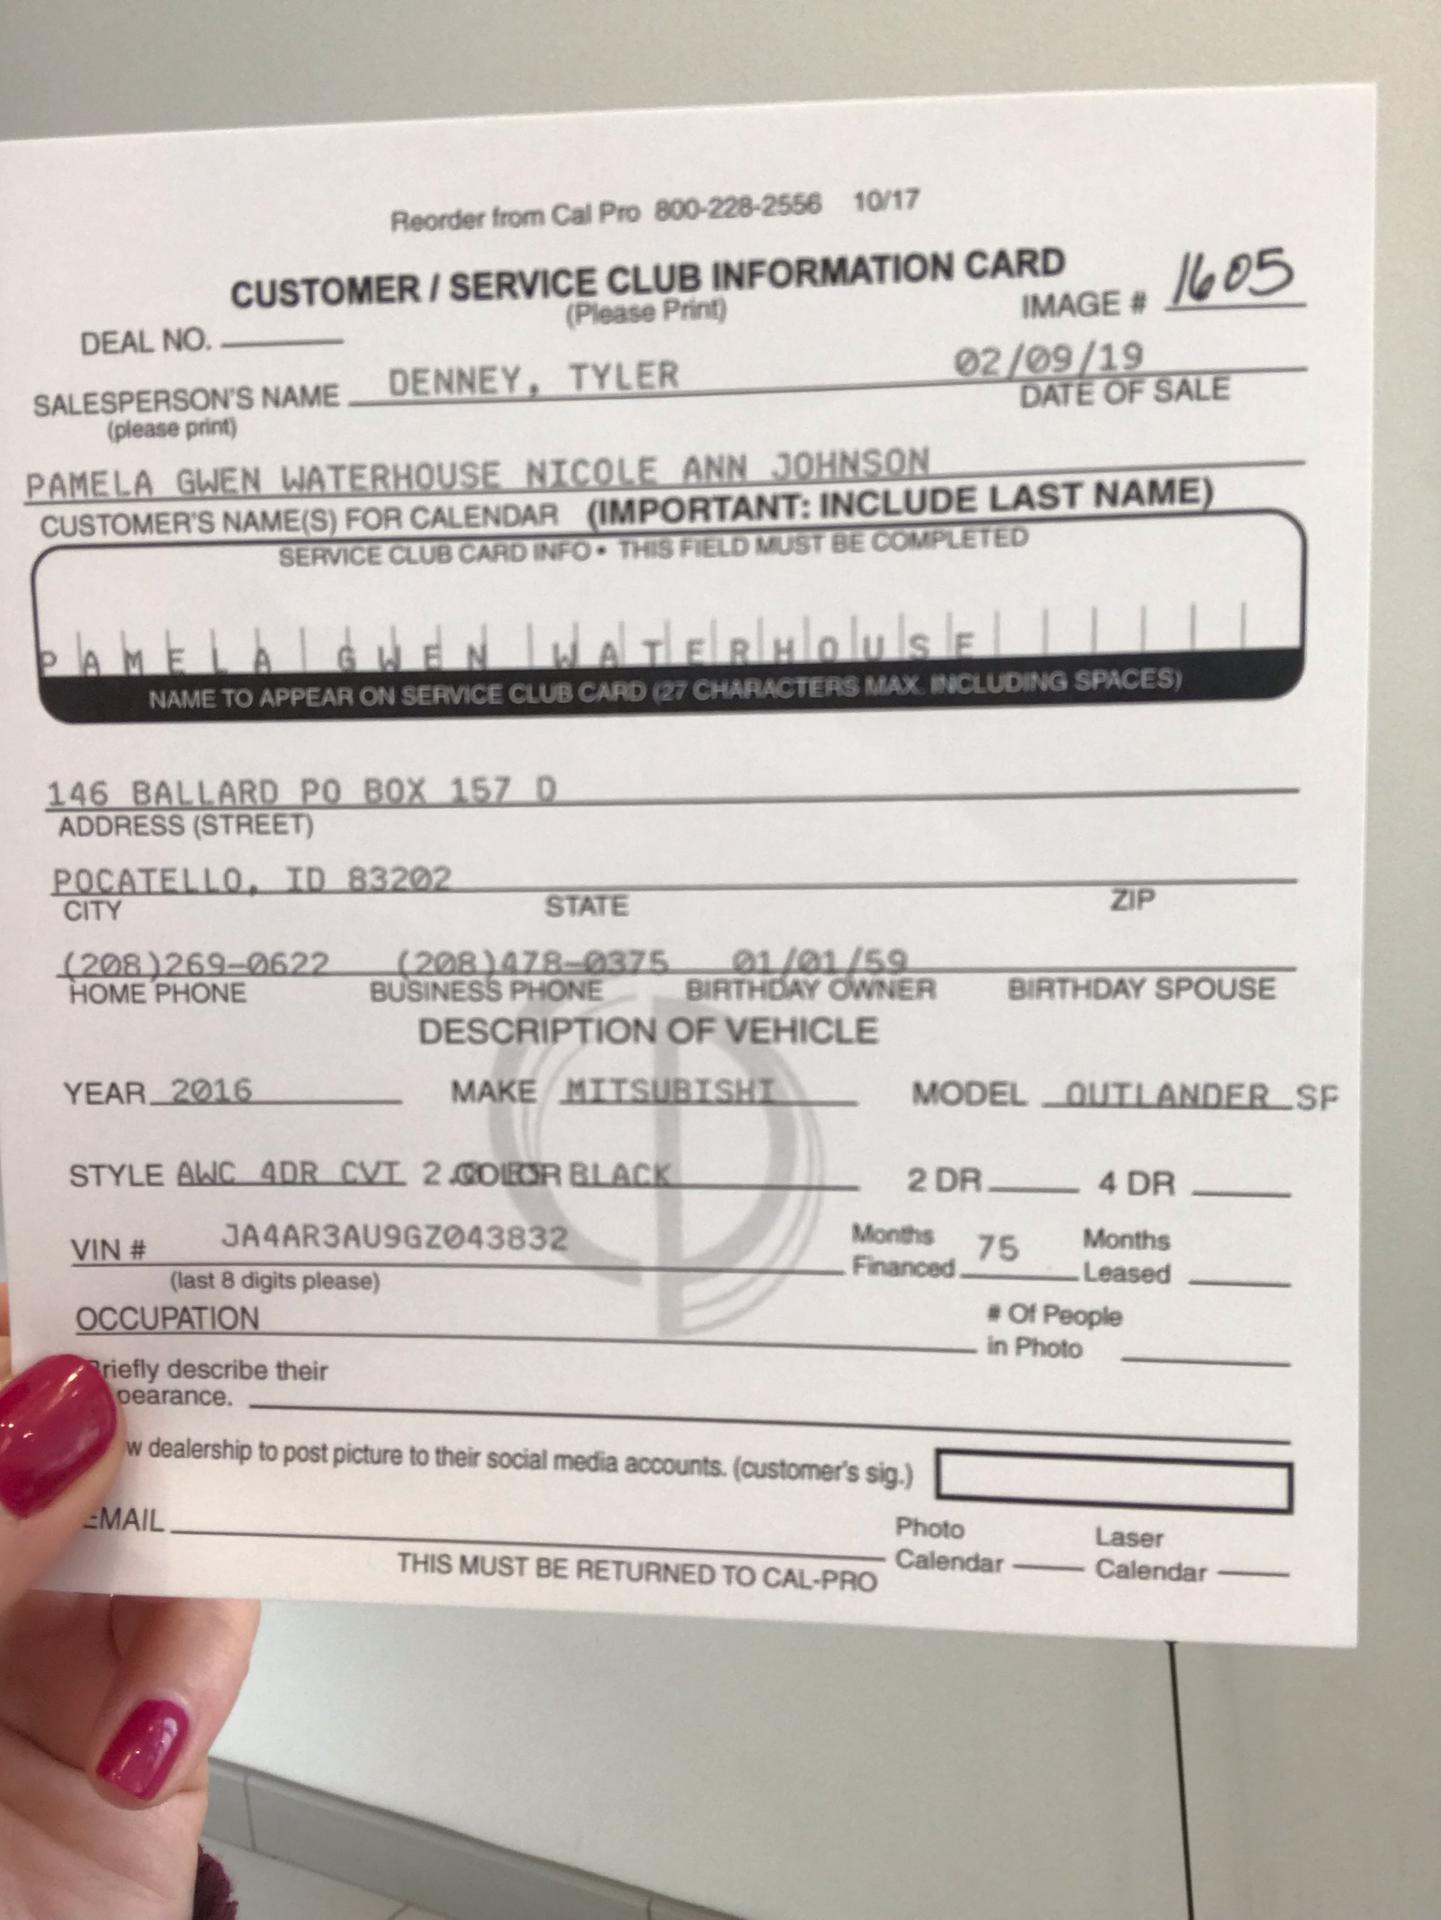 Reorder from Cal Pro 800-228-2556 10/17
CUSTOMER / SERVICE CLUB INFORMATION CARD
(Please Print)
IMAGE # 1605
DEAL NO.
SALESPERSON'S NAME DENNEY, TYLER 02/09/19
(please print) DATE OF SALE
PAMELA GWEN WATERHOUSE NICOLE ANN JOHNSON
CUSTOMER'S NAME(S) FOR CALENDAR (IMPORTANT: INCLUDE LAST NAME)
SERVICE CLUB CARD INFO • THIS FIELD MUST BE COMPLETED
PAMELA GWEN WATERHOUSE
NAME TO APPEAR ON SERVICE CLUB CARD (27 CHARACTERS MAX. INCLUDING SPACES)
146 BALLARD PO BOX 157 D
ADDRESS (STREET)
POCATELLO, ID 83202
CITY STATE ZIP
(208)269-0622 (208)478-0375 01/01/59
HOME PHONE BUSINESS PHONE BIRTHDAY OWNER BIRTHDAY SPOUSE
DESCRIPTION OF VEHICLE
YEAR 2016 MAKE MITSUBISHI MODEL OUTLANDER SP
STYLE AWC 4DR CVT COLOR BLACK 2 DR 4 DR
VIN # JA4AR3AU9GZ043832 Months Financed 75 Months Leased
(last 8 digits please)
OCCUPATION # Of People in Photo
Briefly describe their
pearance.
w dealership to post picture to their social media accounts. (customer's sig.)
EMAIL Photo Calendar Laser Calendar
THIS MUST BE RETURNED TO CAL-PRO